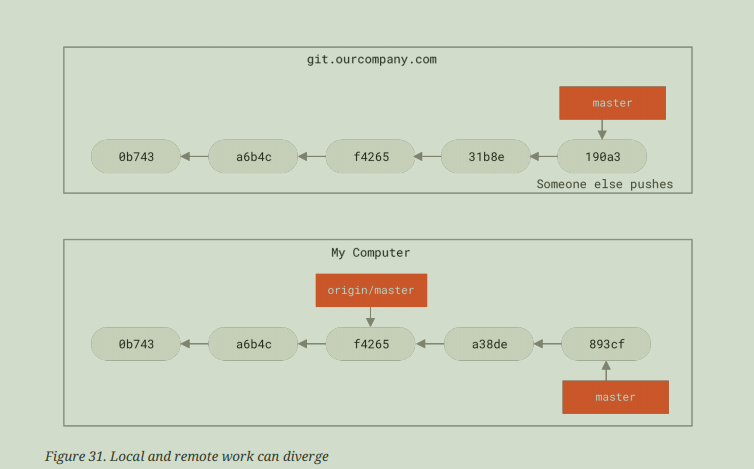 git.ourcompany.com
master
0b743 a6b4c f4265 31b8e 190a3
Someone else pushes
My Computer
origin/master
0b743 a6b4c f4265 a38de 893cf
master
Figure 31. Local and remote work can diverge